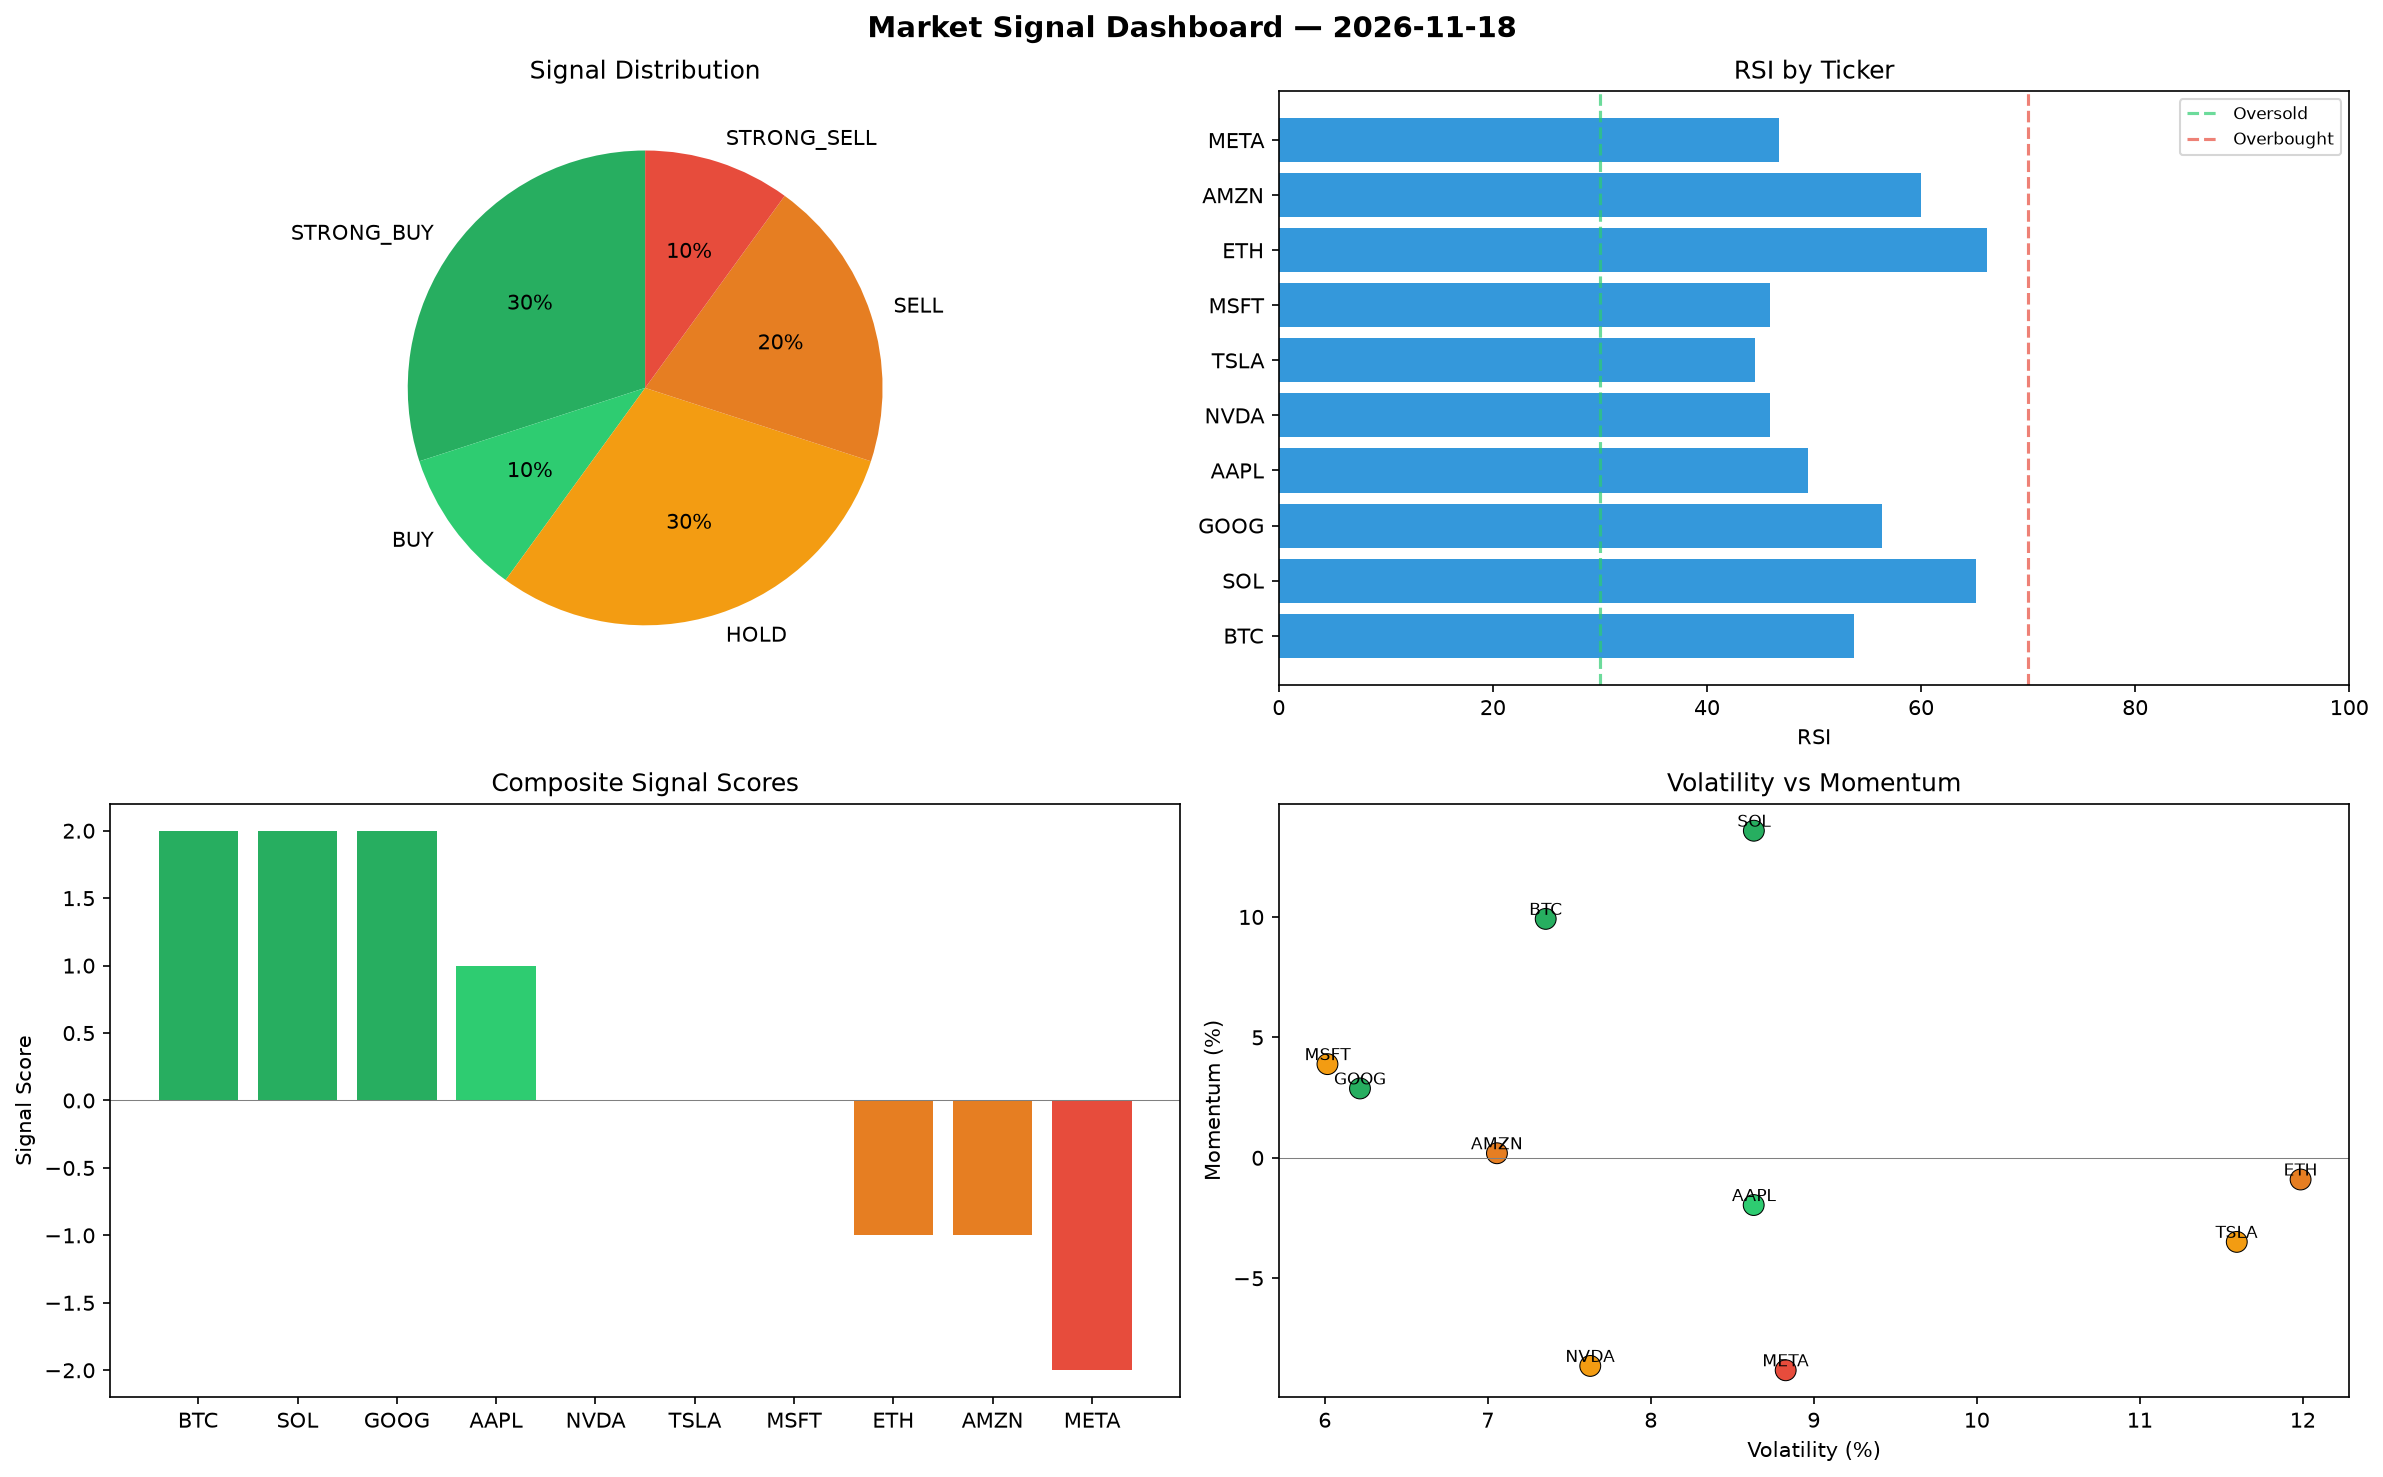 Market Signal Dashboard — 2026-11-18
Signal Distribution
STRONG_SELL
STRONG_BUY
10%
30%
SELL
20%
10%
30%
BUY
HOLD
RSI by Ticker
Oversold
Overbought
META
AMZN
ETH
MSFT
TSLA
NVDA
AAPL
GOOG
SOL
BTC
0 20 40 60 80 100
RSI
Composite Signal Scores
Signal Score
2.0
1.5
1.0
0.5
0.0
−0.5
−1.0
−1.5
−2.0
BTC SOL GOOG AAPL NVDA TSLA MSFT ETH AMZN META
Volatility vs Momentum
Momentum (%)
10
5
0
−5
SOL
BTC
MSFT
GOOG
AMZN
ETH
AAPL
TSLA
NVDA
META
6 7 8 9 10 11 12
Volatility (%)